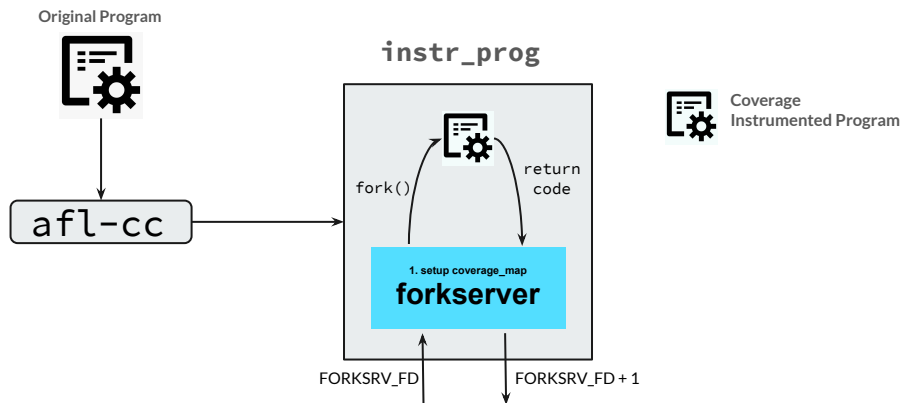 Original Program
instr_prog
Coverage
Instrumented Program
fork()
return
code
afl-cc
1. setup coverage_map
forkserver
FORKSRV_FD
FORKSRV_FD + 1